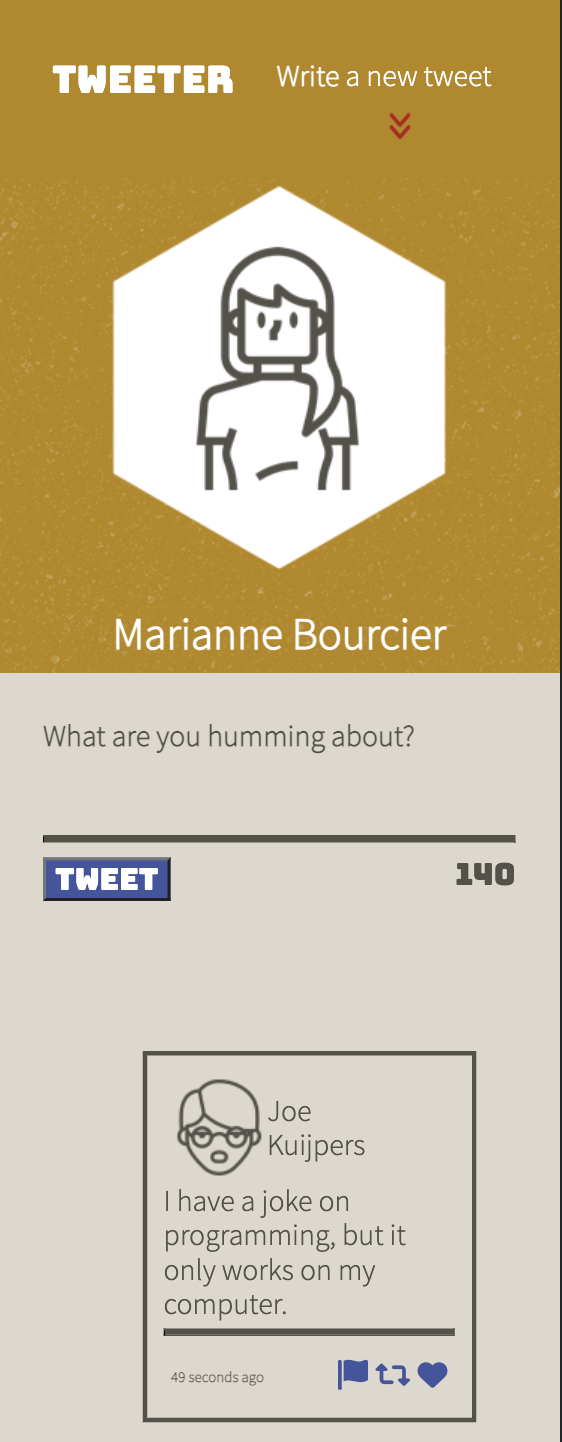 TWEETER
Write a new tweet
Marianne Bourcier
What are you humming about?
TWEET
140
Joe
Kuijpers
I have a joke on
programming, but it
only works on my
computer.
49 seconds ago